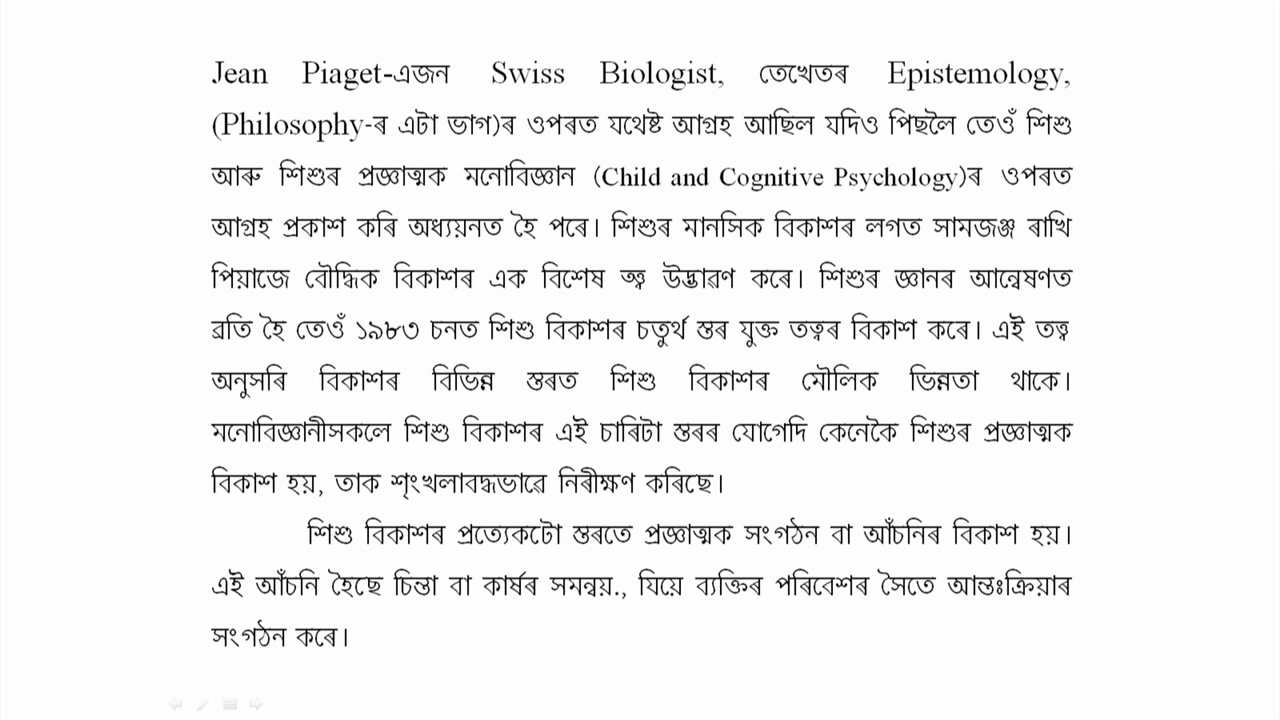 Jean Piaget-এজন Swiss Biologist, তেখেতৰ Epistemology,
(Philosophy-ৰ এটা ভাগ)ৰ ওপৰত যথেষ্ট আগ্ৰহ আছিল যদিও পিছলৈ তেওঁ শিশু
আৰু শিশুৰ প্ৰজ্ঞাত্মক মনোবিজ্ঞান (Child and Cognitive Psychology)ৰ ওপৰত
আগ্ৰহ প্ৰকাশ কৰি অধ্যয়নত হৈ পৰে। শিশুৰ মানসিক বিকাশৰ লগত সামজঞ্জ ৰাখি
পিয়াজে বৌদ্ধিক বিকাশৰ এক বিশেষ উদ্ভাৱণ কৰে। শিশুৰ জ্ঞানৰ আন্বেষণত
ব্ৰতি হৈ তেওঁ ১৯৮৩ চনত শিশু বিকাশৰ চতুৰ্থ স্তৰ যুক্ত তত্বৰ বিকাশ কৰে। এই তত্ব
অনুসৰি বিকাশৰ বিভিন্ন স্তৰত শিশু বিকাশৰ মৌলিক ভিন্নতা থাকে।
মনোবিজ্ঞানীসকলে শিশু বিকাশৰ এই চাৰিটা স্তৰৰ যোগেদি কেনেকৈ শিশুৰ প্ৰজ্ঞাত্মক
বিকাশ হয়, তাক শৃংখলাবদ্ধভাৱে নিৰীক্ষণ কৰিছে।
শিশু বিকাশৰ প্ৰত্যেকটো স্তৰতে প্ৰজ্ঞাত্মক সংগঠন বা আঁচনিৰ বিকাশ হয়।
এই আঁচনি হৈছে চিন্তা বা কাৰ্ষৰ সমন্বয়., যিয়ে ব্যক্তিৰ পৰিবেশৰ সৈতে আন্তঃক্ৰিয়াৰ
সংগঠন কৰে।